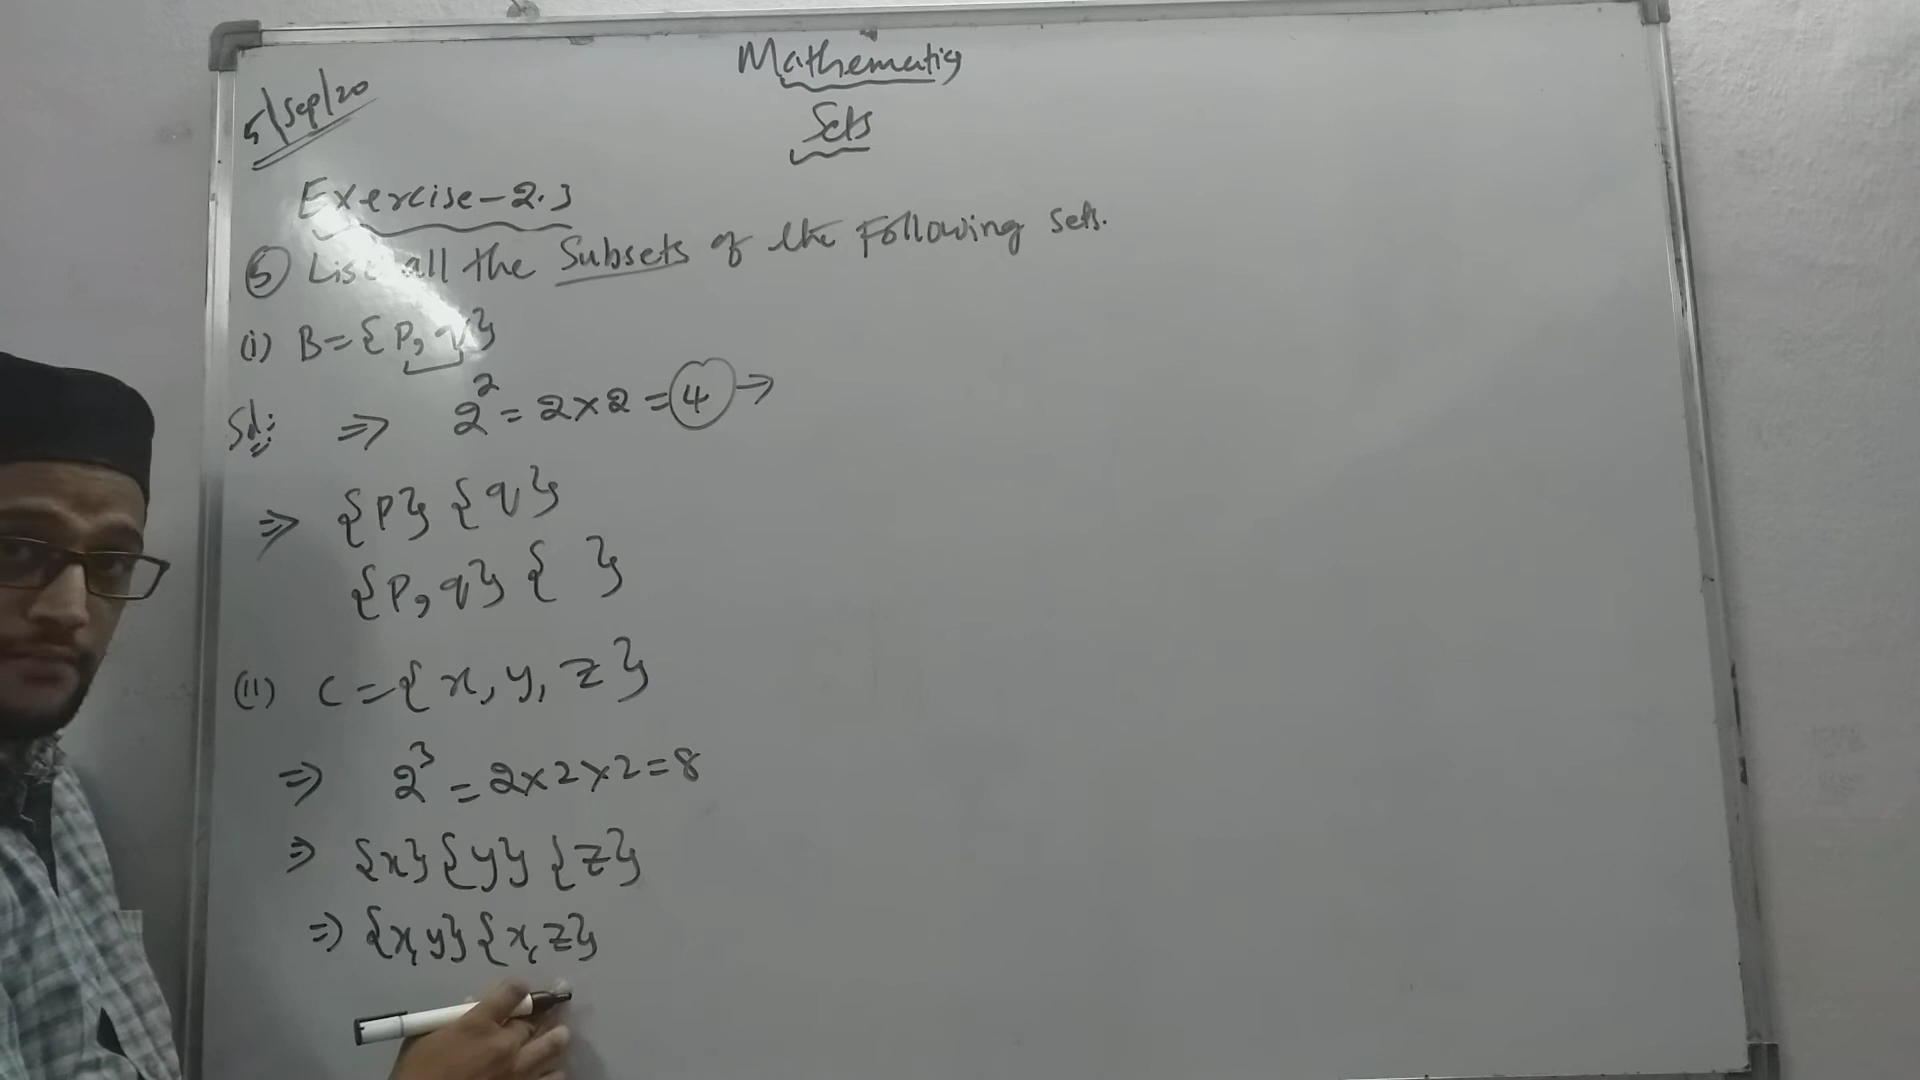 Mathematics
Sets
5/Sep/20
Exercise-2.3
⑤ List all the Subsets of the Following Sets.
(i) B={P, q}
Sol:- ⇒ 2² = 2×2 = 4 →
⇒ {P} {q}
{P, q} { }
(ii) C={x, y, z}
⇒ 2³ = 2×2×2=8
⇒ {x} {y} {z}
⇒ {x, y} {x, z}